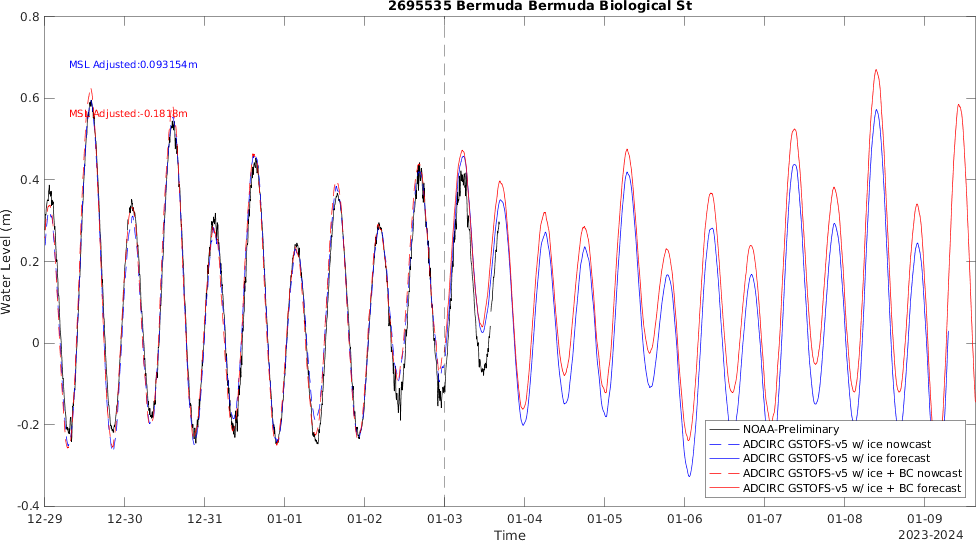 2695535 Bermuda Bermuda Biological St
MSL Adjusted:0.093154m
MSL Adjusted:-0.1813m
0.8
0.6
0.4
0.2
0
-0.2
-0.4
Water Level (m)
12-29 12-30 12-31 01-01 01-02 01-03 01-04 01-05 01-06 01-07 01-08 01-09
Time
2023-2024
NOAA-Preliminary
ADCIRC GSTOFS-v5 w/ ice nowcast
ADCIRC GSTOFS-v5 w/ ice forecast
ADCIRC GSTOFS-v5 w/ ice + BC nowcast
ADCIRC GSTOFS-v5 w/ ice + BC forecast